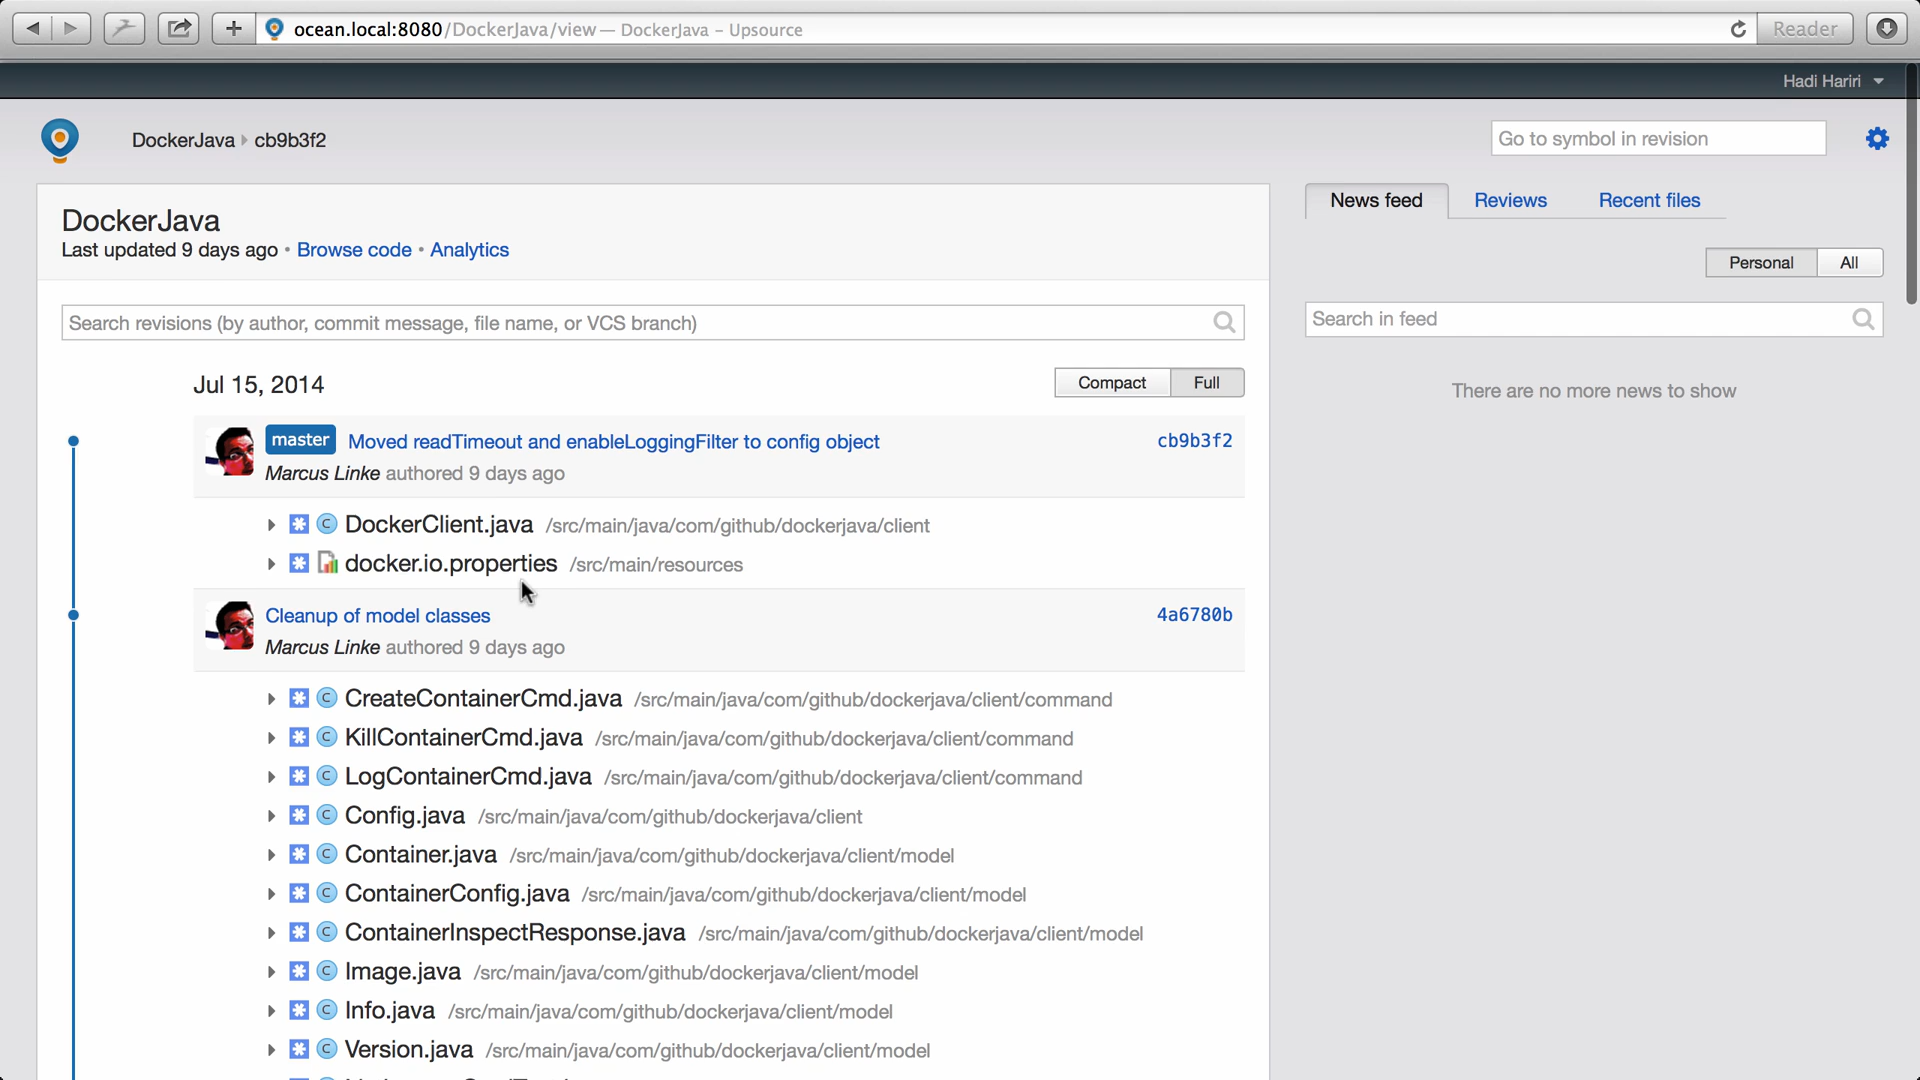 ocean.local:8080/DockerJava/view — DockerJava – Upsource
Reader
Hadi Hariri
DockerJava
cb9b3f2
Go to symbol in revision
DockerJava
Last updated 9 days ago • Browse code • Analytics
News feed
Reviews
Recent files
Personal
All
Search revisions (by author, commit message, file name, or VCS branch)
Search in feed
There are no more news to show
Jul 15, 2014
Compact
Full
master Moved readTimeout and enableLoggingFilter to config object cb9b3f2
Marcus Linke authored 9 days ago
DockerClient.java /src/main/java/com/github/dockerjava/client
docker.io.properties /src/main/resources
Cleanup of model classes 4a6780b
Marcus Linke authored 9 days ago
CreateContainerCmd.java /src/main/java/com/github/dockerjava/client/command
KillContainerCmd.java /src/main/java/com/github/dockerjava/client/command
LogContainerCmd.java /src/main/java/com/github/dockerjava/client/command
Config.java /src/main/java/com/github/dockerjava/client
Container.java /src/main/java/com/github/dockerjava/client/model
ContainerConfig.java /src/main/java/com/github/dockerjava/client/model
ContainerInspectResponse.java /src/main/java/com/github/dockerjava/client/model
Image.java /src/main/java/com/github/dockerjava/client/model
Info.java /src/main/java/com/github/dockerjava/client/model
Version.java /src/main/java/com/github/dockerjava/client/model